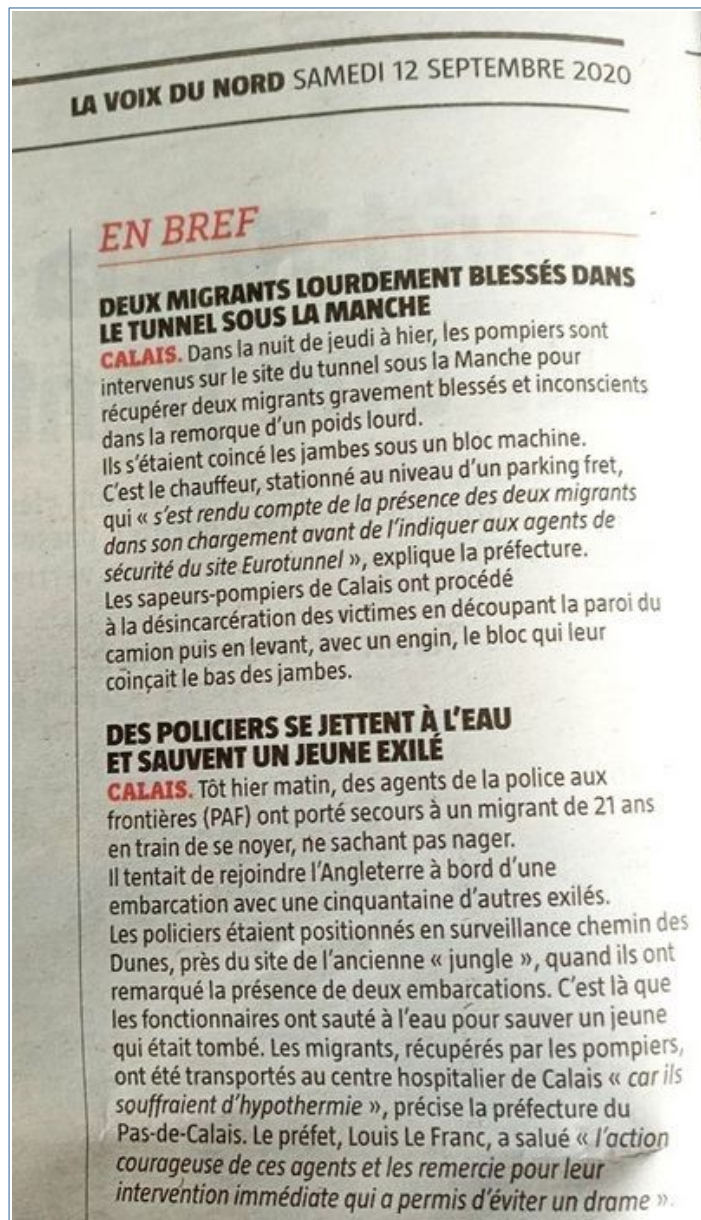 LA VOIX DU NORD SAMEDI 12 SEPTEMBRE 2020
EN BREF
DEUX MIGRANTS LOURDEMENT BLESSÉS DANS
LE TUNNEL SOUS LA MANCHE
CALAIS. Dans la nuit de jeudi à hier, les pompiers sont
intervenus sur le site du tunnel sous la Manche pour
récupérer deux migrants gravement blessés et inconscients
dans la remorque d’un poids lourd.
Ils s’étaient coincé les jambes sous un bloc machine.
C’est le chauffeur, stationné au niveau d’un parking fret,
qui « s’est rendu compte de la présence des deux migrants
dans son chargement avant de l’indiquer aux agents de
sécurité du site Eurotunnel », explique la préfecture.
Les sapeurs-pompiers de Calais ont procédé
à la désincarcération des victimes en découpant la paroi du
camion puis en levant, avec un engin, le bloc qui leur
coinçait le bas des jambes.
DES POLICIERS SE JETTENT À L’EAU
ET SAUVENT UN JEUNE EXILÉ
CALAIS. Tôt hier matin, des agents de la police aux
frontières (PAF) ont porté secours à un migrant de 21 ans
en train de se noyer, ne sachant pas nager.
Il tentait de rejoindre l’Angleterre à bord d’une
embarcation avec une cinquantaine d’autres exilés.
Les policiers étaient positionnés en surveillance chemin des
Dunes, près du site de l’ancienne « jungle », quand ils ont
remarqué la présence de deux embarcations. C’est là que
les fonctionnaires ont sauté à l’eau pour sauver un jeune
qui était tombé. Les migrants, récupérés par les pompiers,
ont été transportés au centre hospitalier de Calais « car ils
souffraient d’hypothermie », précise la préfecture du
Pas-de-Calais. Le préfet, Louis Le Franc, a salué « l’action
courageuse de ces agents et les remercie pour leur
intervention immédiate qui a permis d’éviter un drame ».